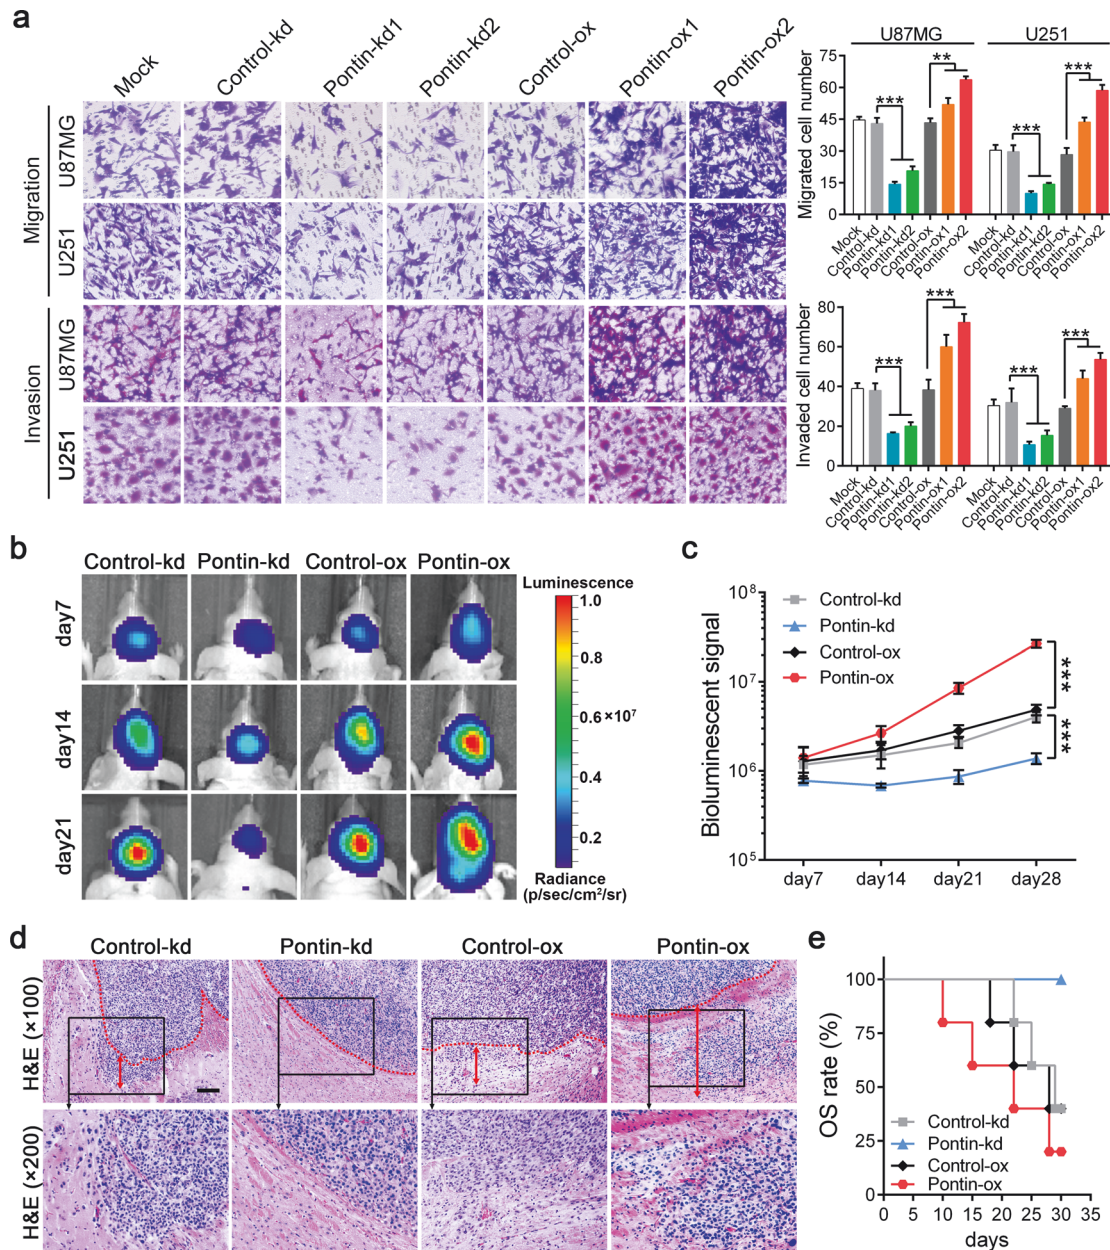 a
Mock
Control-kd
Pontin-kd1
Pontin-kd2
Control-ox
Pontin-ox1
Pontin-ox2
Migration
U87MG
U251
Invasion
U87MG
U251
U87MG
U251
Migrated cell number
75
60
45
30
15
0
***
**
***
***
Mock
Control-kd
Pontin-kd1
Pontin-kd2
Control-ox
Pontin-ox1
Pontin-ox2
Mock
Control-kd
Pontin-kd1
Pontin-kd2
Control-ox
Pontin-ox1
Pontin-ox2
Invaded cell number
80
60
40
20
0
***
***
***
***
Mock
Control-kd
Pontin-kd1
Pontin-kd2
Control-ox
Pontin-ox1
Pontin-ox2
Mock
Control-kd
Pontin-kd1
Pontin-kd2
Control-ox
Pontin-ox1
Pontin-ox2
b
Control-kd
Pontin-kd
Control-ox
Pontin-ox
day7
day14
day21
Luminescence
1.0
0.8
0.6 ×10⁷
0.4
0.2
Radiance
(p/sec/cm²/sr)
c
Bioluminescent signal
10⁸
10⁷
10⁶
10⁵
Control-kd
Pontin-kd
Control-ox
Pontin-ox
***
***
day7
day14
day21
day28
d
Control-kd
Pontin-kd
Control-ox
Pontin-ox
H&E (×100)
H&E (×200)
e
OS rate (%)
100
75
50
25
0
Control-kd
Pontin-kd
Control-ox
Pontin-ox
0 5 10 15 20 25 30 35
days